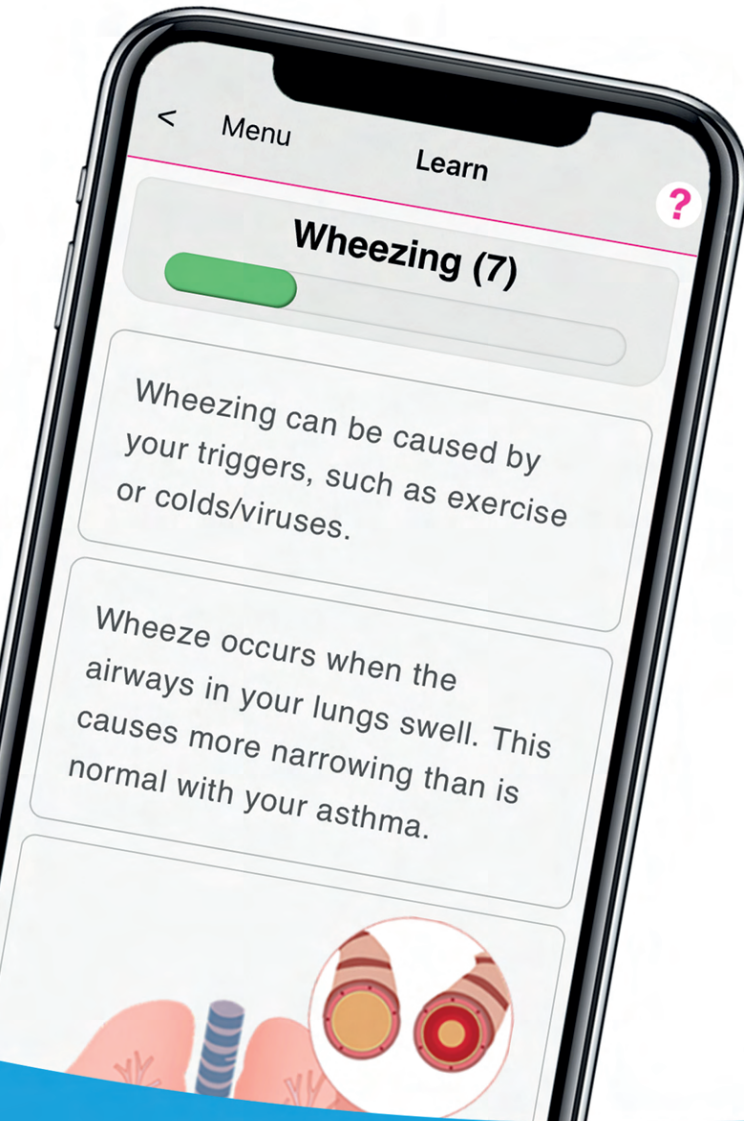 < Menu Learn ?
Wheezing (7)
Wheezing can be caused by
your triggers, such as exercise
or colds/viruses.
Wheeze occurs when the
airways in your lungs swell. This
causes more narrowing than is
normal with your asthma.